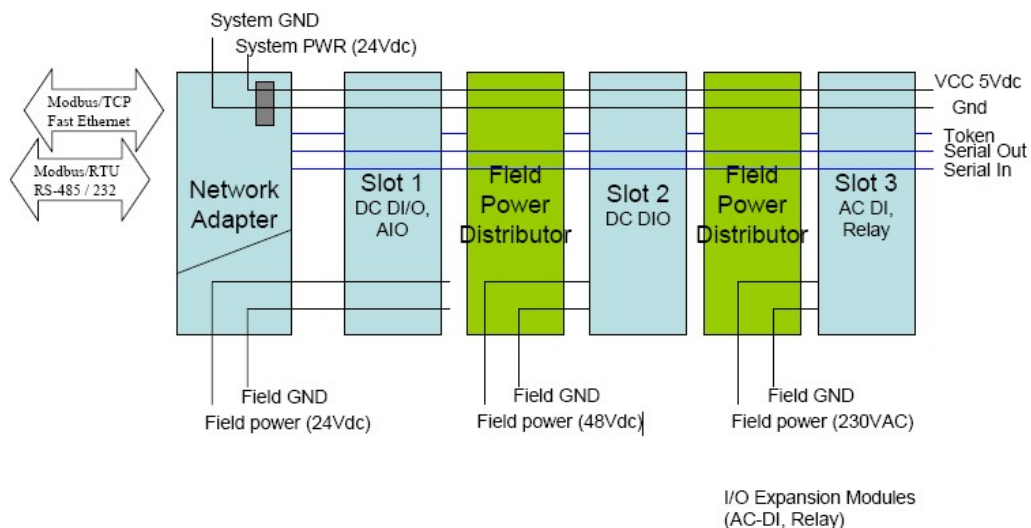 System GND
System PWR (24Vdc)
VCC 5Vdc
Gnd
Token
Serial Out
Serial In
Modbus/TCP
Fast Ethernet
Modbus/RTU
RS-485 / 232
Network
Adapter
Slot 1
DC DI/O,
AIO
Field
Power
Distributor
Slot 2
DC DIO
Field
Power
Distributor
Slot 3
AC DI,
Relay
Field GND
Field power (24Vdc)
Field GND
Field power (48Vdc)
Field GND
Field power (230VAC)
I/O Expansion Modules
(AC-DI, Relay)